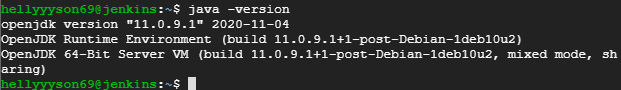 hellyyyson69@jenkins:~$ java -version
openjdk version "11.0.9.1" 2020-11-04
OpenJDK Runtime Environment (build 11.0.9.1+1-post-Debian-1deb10u2)
OpenJDK 64-Bit Server VM (build 11.0.9.1+1-post-Debian-1deb10u2, mixed mode, sh
aring)
hellyyyson69@jenkins:~$